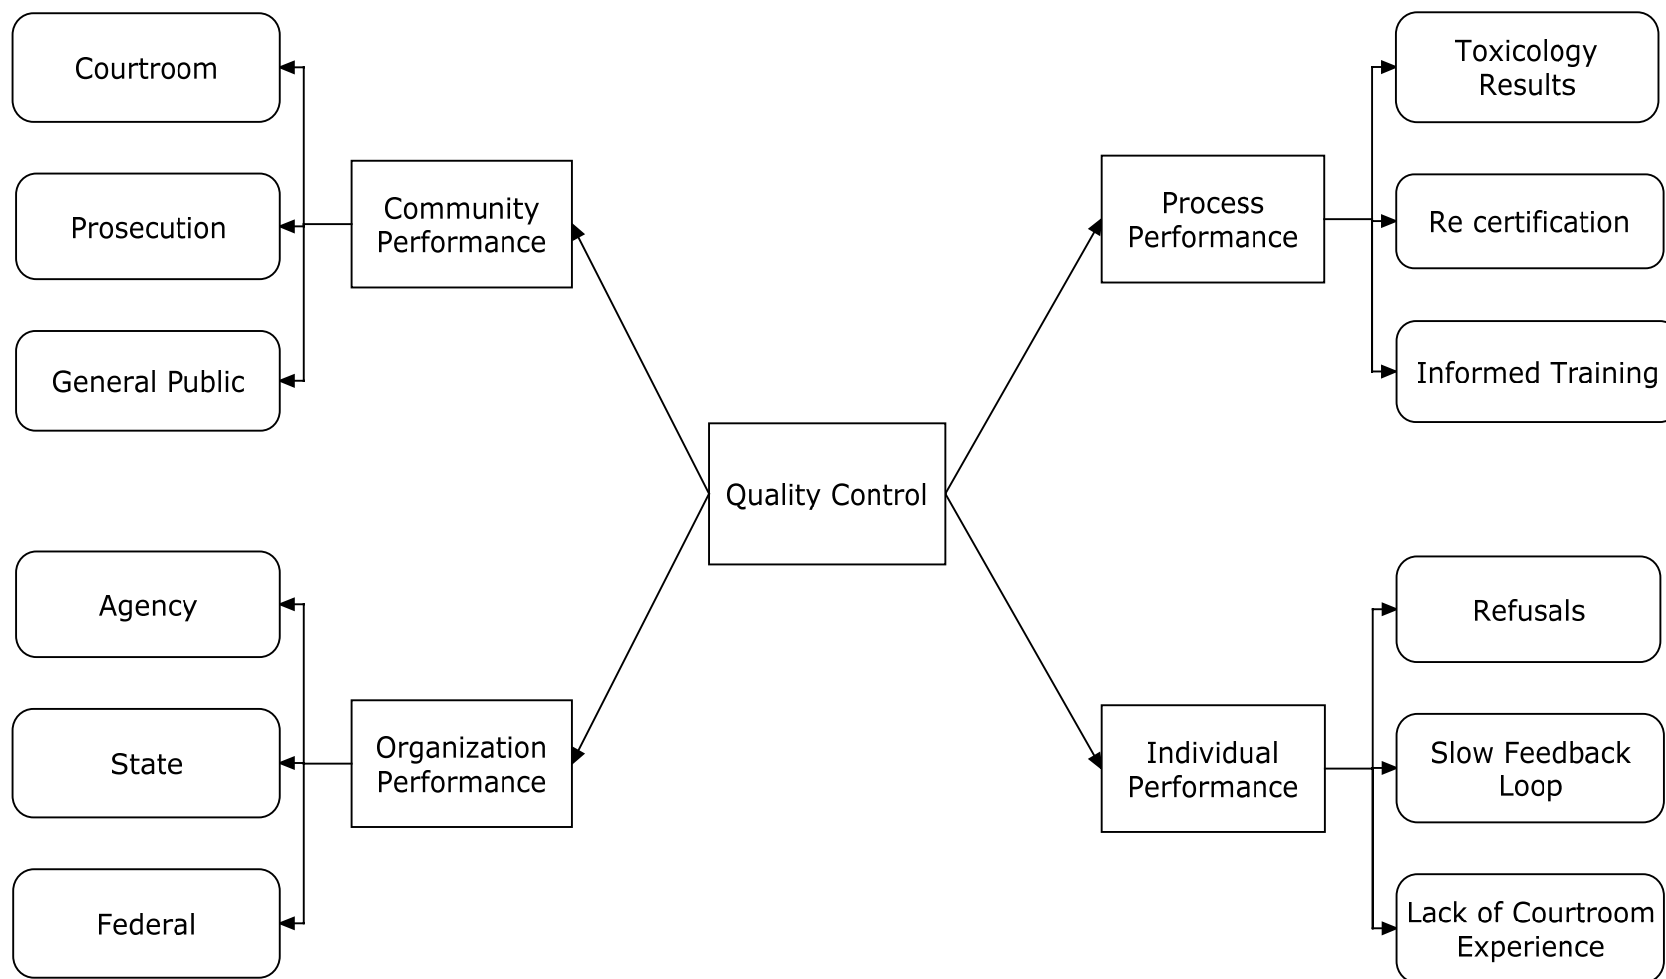 Courtroom
Prosecution
General Public
Community
Performance
Agency
State
Federal
Organization
Performance
Quality Control
Process
Performance
Toxicology
Results
Re certification
Informed Training
Individual
Performance
Refusals
Slow Feedback
Loop
Lack of Courtroom
Experience